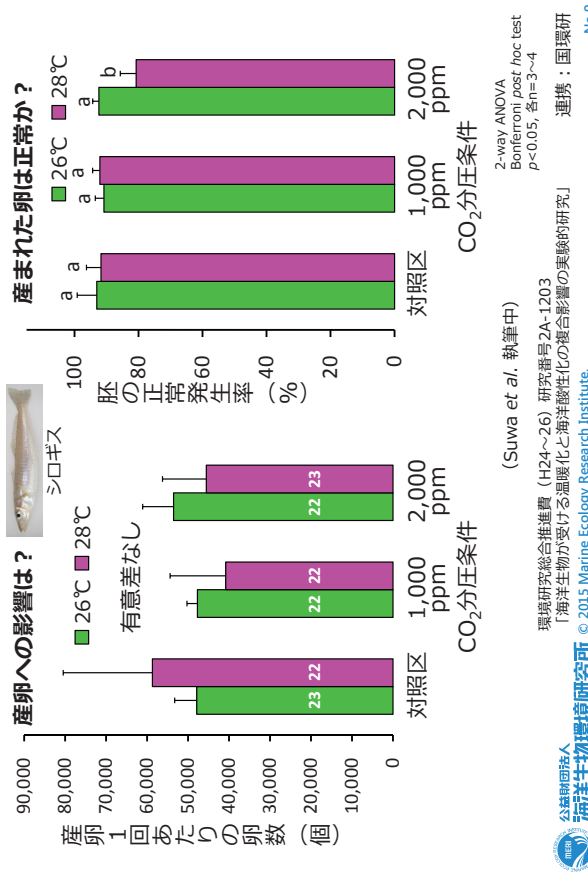 産卵への影響は？
シロギス
26℃ 28℃
有意差なし
産卵１回あたりの卵数（個）
90,000
80,000
70,000
60,000
50,000
40,000
30,000
20,000
10,000
0
23 22
22 22
22 23
対照区
1,000 ppm
2,000 ppm
CO₂分圧条件
産まれた卵は正常か？
26℃ 28℃
胚の正常発生率（%）
100
80
60
40
20
0
a a
a a
a b
対照区
1,000 ppm
2,000 ppm
CO₂分圧条件
2-way ANOVA
Bonferroni post hoc test
p<0.05, 各n=3～4
(Suwa et al. 執筆中)
環境研究総合推進費（H24～26）研究番号2A-1203
「海洋生物が受ける温暖化と海洋酸性化の複合影響の実験的研究」
連携：国環研
MERI
公益財団法人
海洋生物環境研究所
© 2015 Marine Ecology Research Institute.